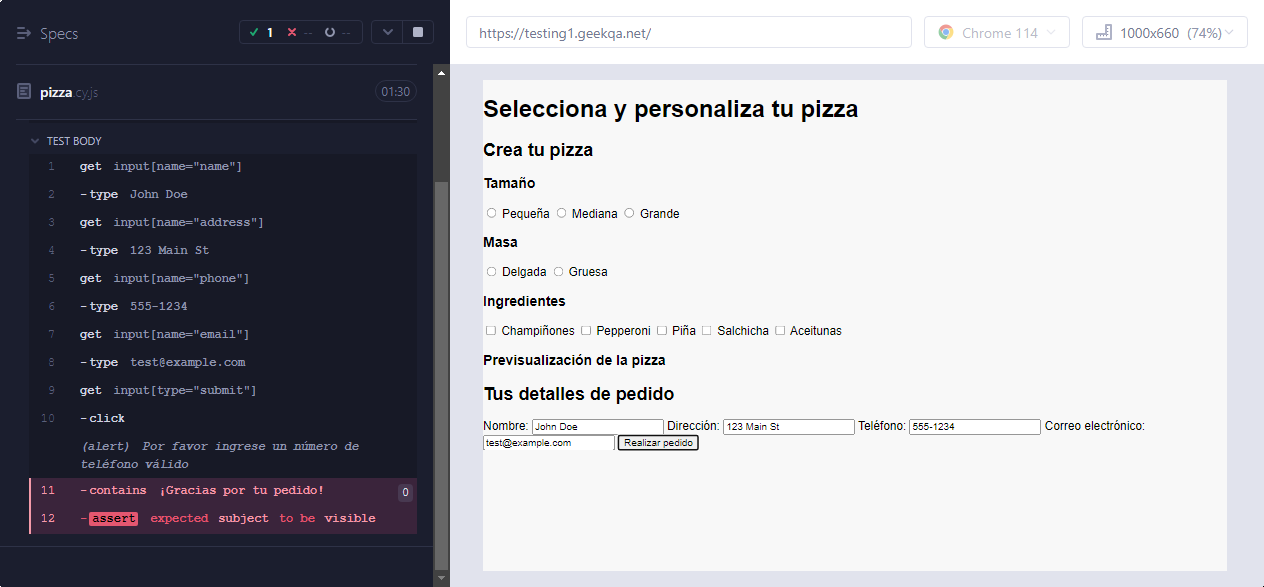 Specs
1 -- --
pizza.cy.js 01:30
TEST BODY
1 get input[name="name"]
2 -type John Doe
3 get input[name="address"]
4 -type 123 Main St
5 get input[name="phone"]
6 -type 555-1234
7 get input[name="email"]
8 -type test@example.com
9 get input[type="submit"]
10 -click
(alert) Por favor ingrese un número de
teléfono válido
11 -contains ¡Gracias por tu pedido! 0
12 -assert expected subject to be visible
https://testing1.geekqa.net/ Chrome 114 1000x660 (74%)
Selecciona y personaliza tu pizza
Crea tu pizza
Tamaño
Pequeña Mediana Grande
Masa
Delgada Gruesa
Ingredientes
Champiñones Pepperoni Piña Salchicha Aceitunas
Previsualización de la pizza
Tus detalles de pedido
Nombre: John Doe Dirección: 123 Main St Teléfono: 555-1234 Correo electrónico:
test@example.com Realizar pedido